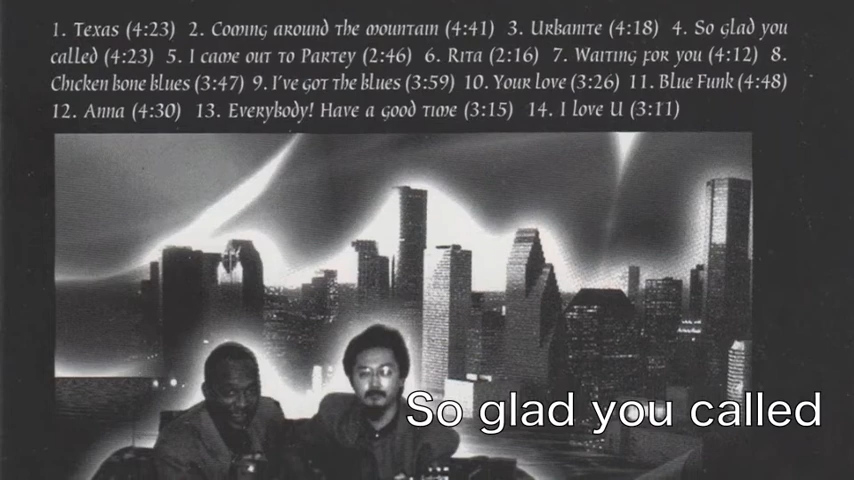 1. Texas (4:23) 2. Coming around the mountain (4:41) 3. Urbanite (4:18) 4. So glad you
called (4:23) 5. I came out to Partey (2:46) 6. Rita (2:16) 7. Waiting for you (4:12) 8.
Chicken bone blues (3:47) 9. I've got the blues (3:59) 10. Your love (3:26) 11. Blue Funk (4:48)
12. Anna (4:30) 13. Everybody! Have a good time (3:15) 14. I love U (3:11)
So glad you called